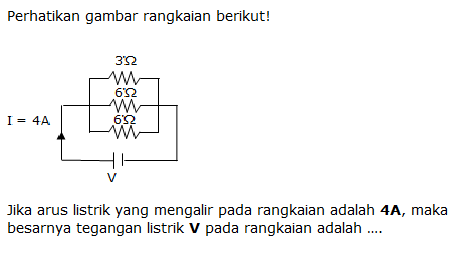 Perhatikan gambar rangkaian berikut!
3Ω
6Ω
I = 4A
6Ω
V
Jika arus listrik yang mengalir pada rangkaian adalah 4A, maka
besarnya tegangan listrik V pada rangkaian adalah ....